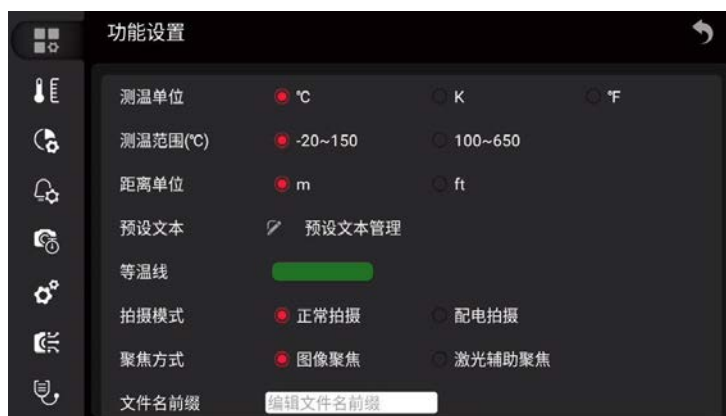 功能设置
测温单位 ℃ K ℉
测温范围(℃) -20~150 100~650
距离单位 m ft
预设文本 预设文本管理
等温线
拍摄模式 正常拍摄 配电拍摄
聚焦方式 图像聚焦 激光辅助聚焦
文件名前缀 编辑文件名前缀